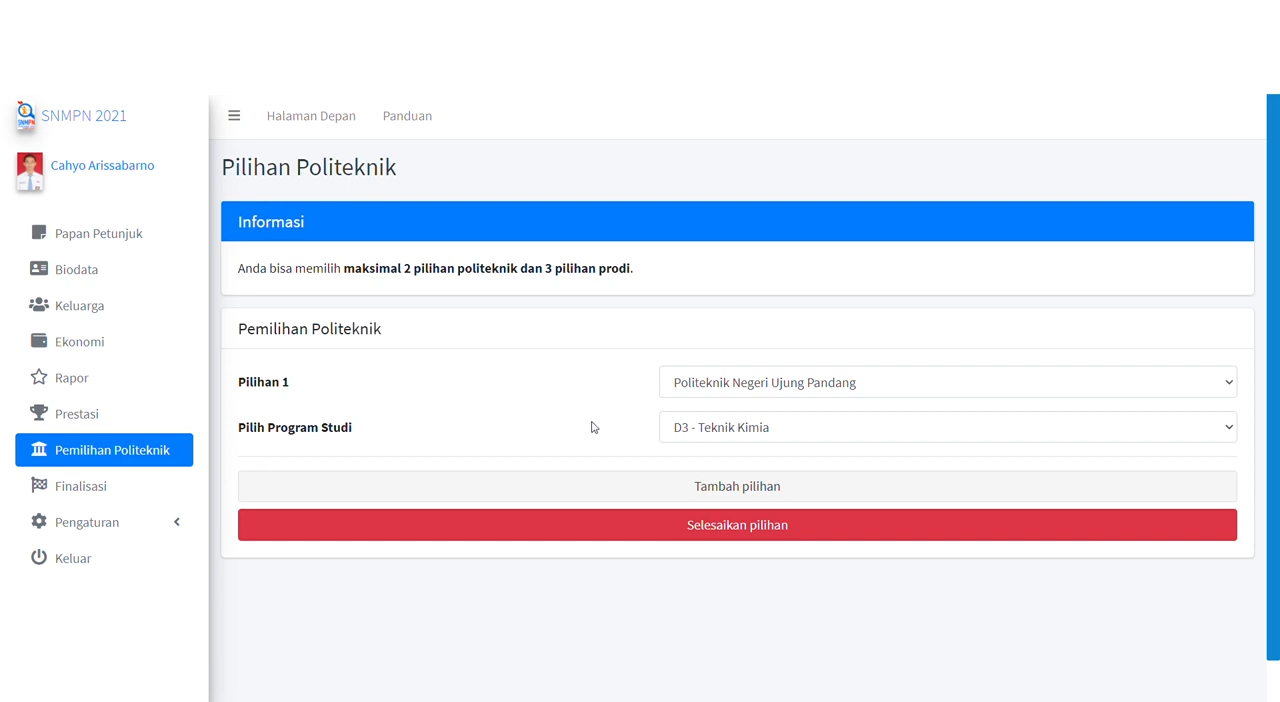 SNMPN 2021
Halaman Depan
Panduan
Cahyo Arissabarno
Papan Petunjuk
Biodata
Keluarga
Ekonomi
Rapor
Prestasi
Pemilihan Politeknik
Finalisasi
Pengaturan
Keluar
Pilihan Politeknik
Informasi
Anda bisa memilih maksimal 2 pilihan politeknik dan 3 pilihan prodi.
Pemilihan Politeknik
Pilihan 1
Politeknik Negeri Ujung Pandang
Pilih Program Studi
D3 - Teknik Kimia
Tambah pilihan
Selesaikan pilihan